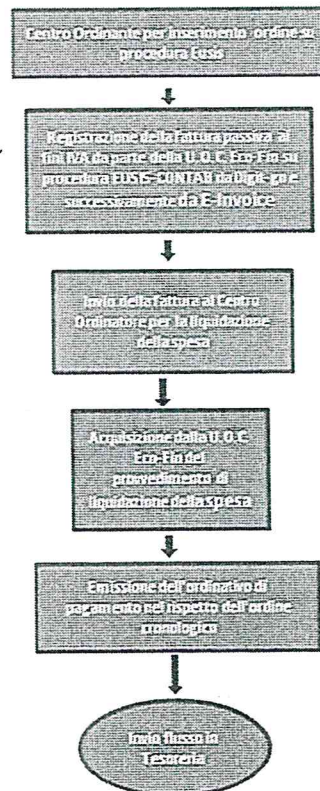 Centro Ordinante per inserimento ordine su
procedura Eusis
Registrazione della Fattura passiva ai
fini IVA da parte della U.O.C. Eco-Fin su
procedura EUSIS-CONTAB da Digit-go e
successivamente da E-Invoice
Invio della Fattura al Centro
Ordinatore per la liquidazione
della spesa
Acquisizione dalla U.O.C.
Eco-Fin del
provvedimento di
liquidazione della spesa
Emissione dell'ordinativo di
pagamento nel rispetto dell'ordine
cronologico
Invio flusso in
Tesoreria